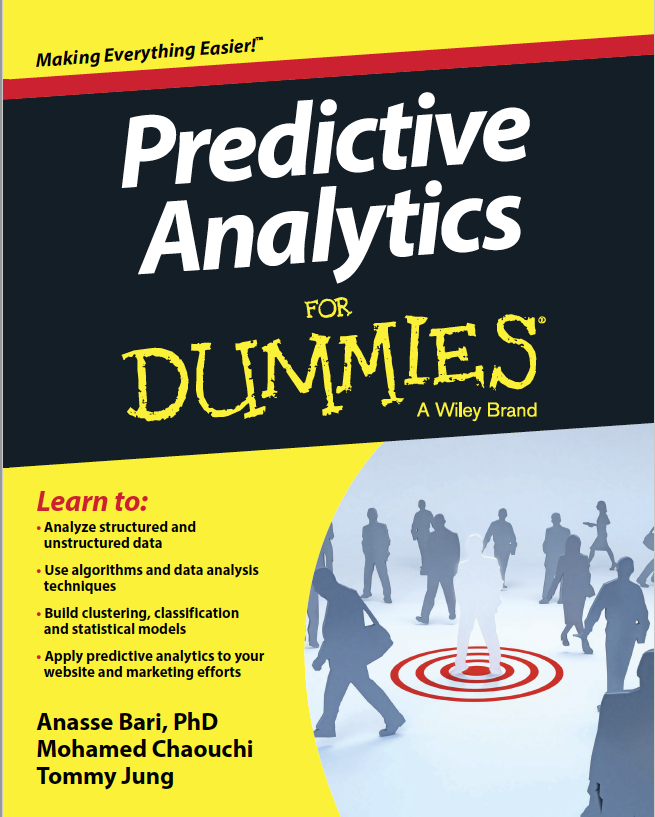 Making Everything Easier!™
Predictive
Analytics
FOR
DUMMIES®
A Wiley Brand
Learn to:
• Analyze structured and
unstructured data
• Use algorithms and data analysis
techniques
• Build clustering, classification
and statistical models
• Apply predictive analytics to your
website and marketing efforts
Anasse Bari, PhD
Mohamed Chaouchi
Tommy Jung